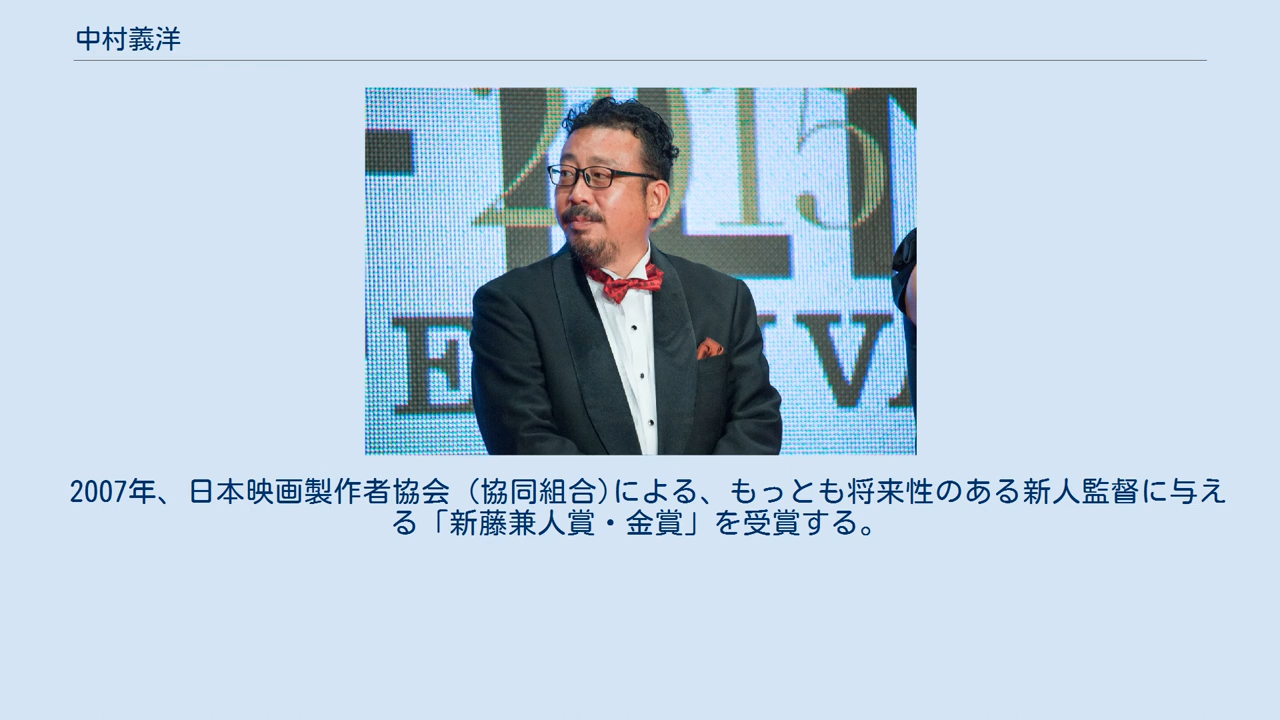 中村義洋
2015
2007年、日本映画製作者協会（協同組合）による、もっとも将来性のある新人監督に与え
る「新藤兼人賞・金賞」を受賞する。